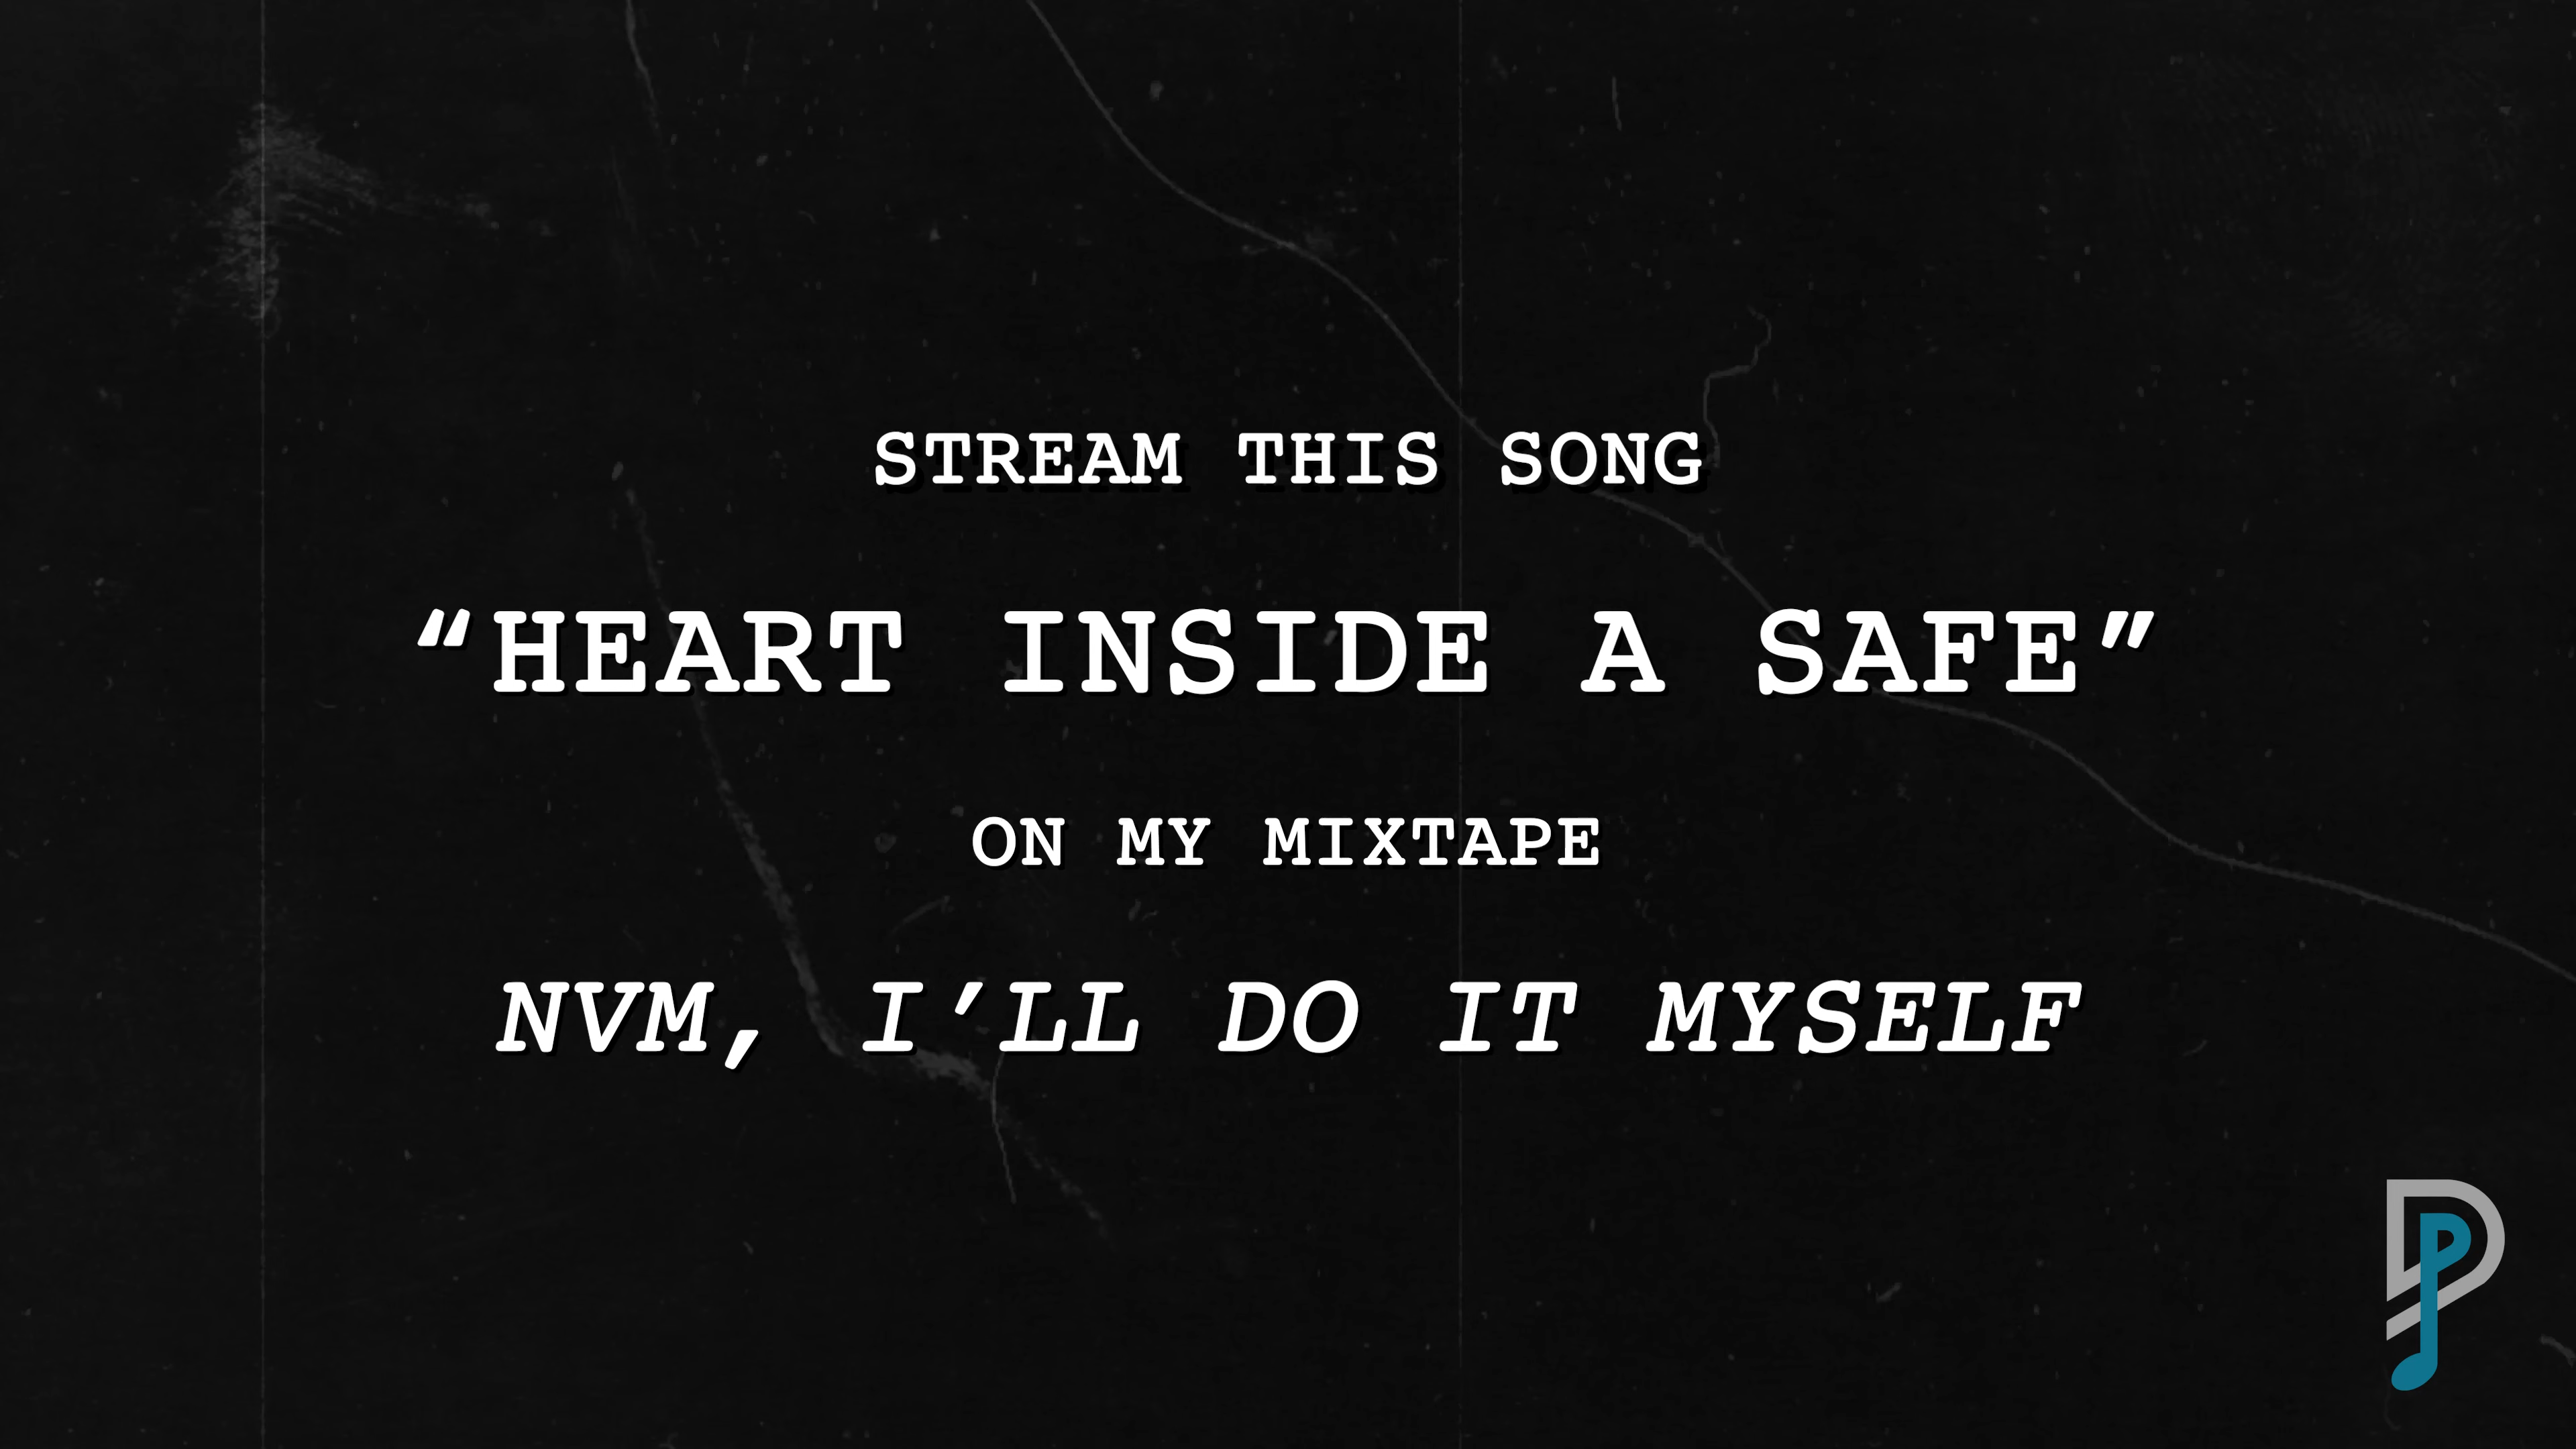 STREAM THIS SONG
“HEART INSIDE A SAFE”
ON MY MIXTAPE
NVM, I’LL DO IT MYSELF